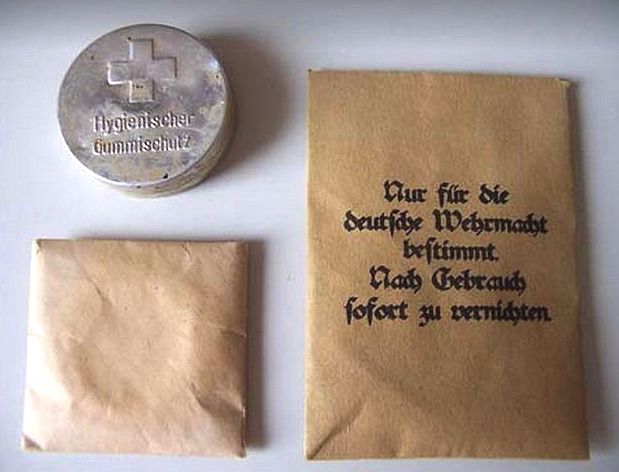 Hygienischer
Gummischutz
Nur für die
deutsche Wehrmacht
bestimmt.
Nach Gebrauch
sofort zu vernichten.